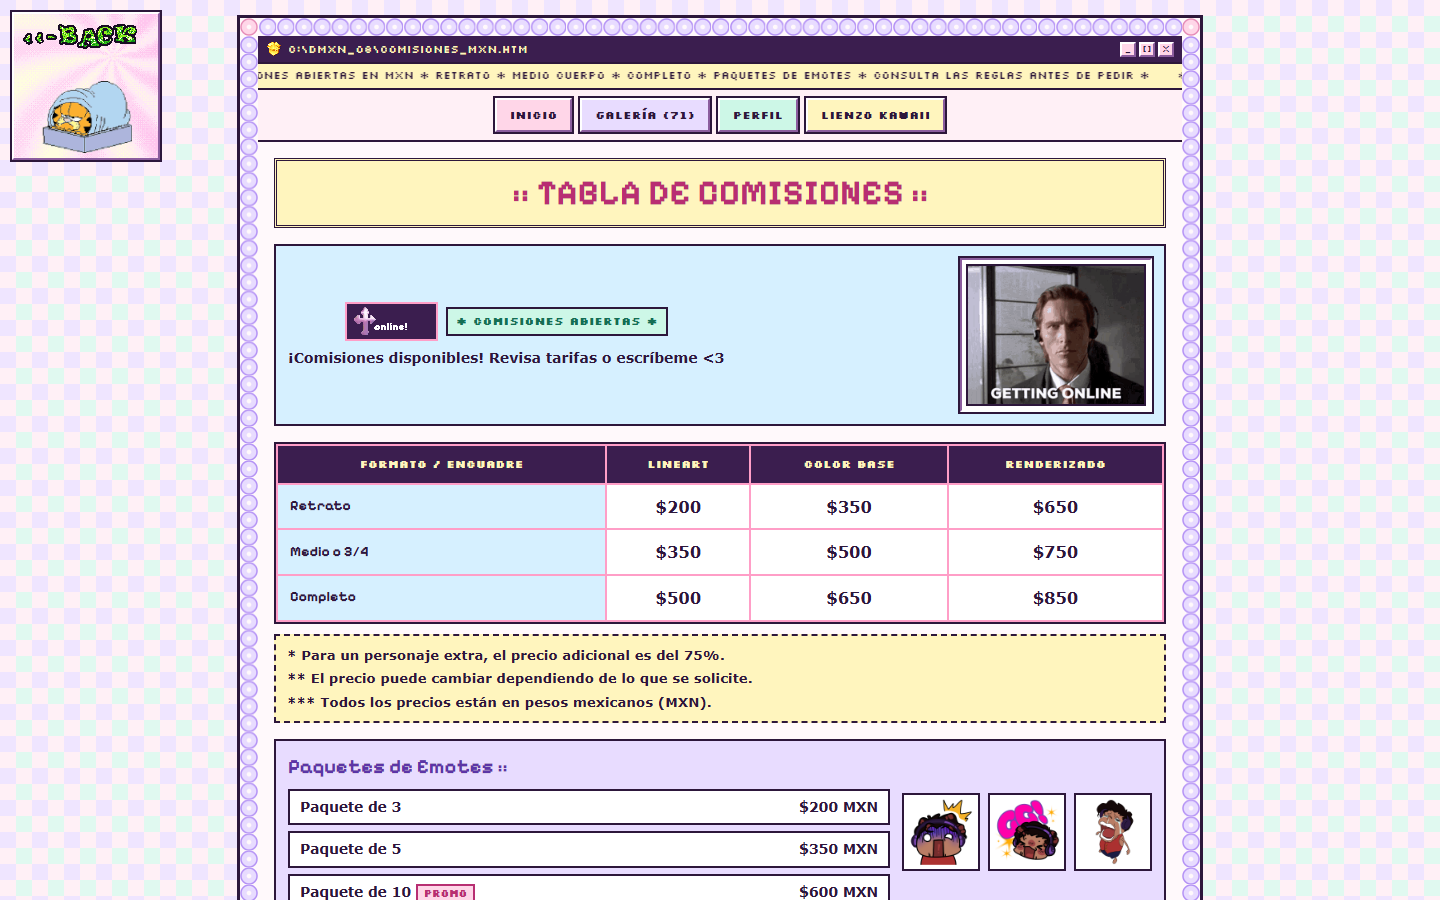 <<-BACK
C:\DMXN_08\COMISIONES_MXN.HTM
ONES ABIERTAS EN MXN * RETRATO * MEDIO CUERPO * COMPLETO * PAQUETES DE EMOTES * CONSULTA LAS REGLAS ANTES DE PEDIR *
INICIO GALERÍA (71) PERFIL LIENZO KAWAII
:: TABLA DE COMISIONES ::
online! * COMISIONES ABIERTAS *
¡Comisiones disponibles! Revisa tarifas o escríbeme <3
GETTING ONLINE
FORMATO / ENCUADRE LINEART COLOR BASE RENDERIZADO
Retrato $200 $350 $650
Medio o 3/4 $350 $500 $750
Completo $500 $650 $850
* Para un personaje extra, el precio adicional es del 75%.
** El precio puede cambiar dependiendo de lo que se solicite.
*** Todos los precios están en pesos mexicanos (MXN).
Paquetes de Emotes ::
Paquete de 3 $200 MXN
Paquete de 5 $350 MXN
Paquete de 10 PROMO $600 MXN